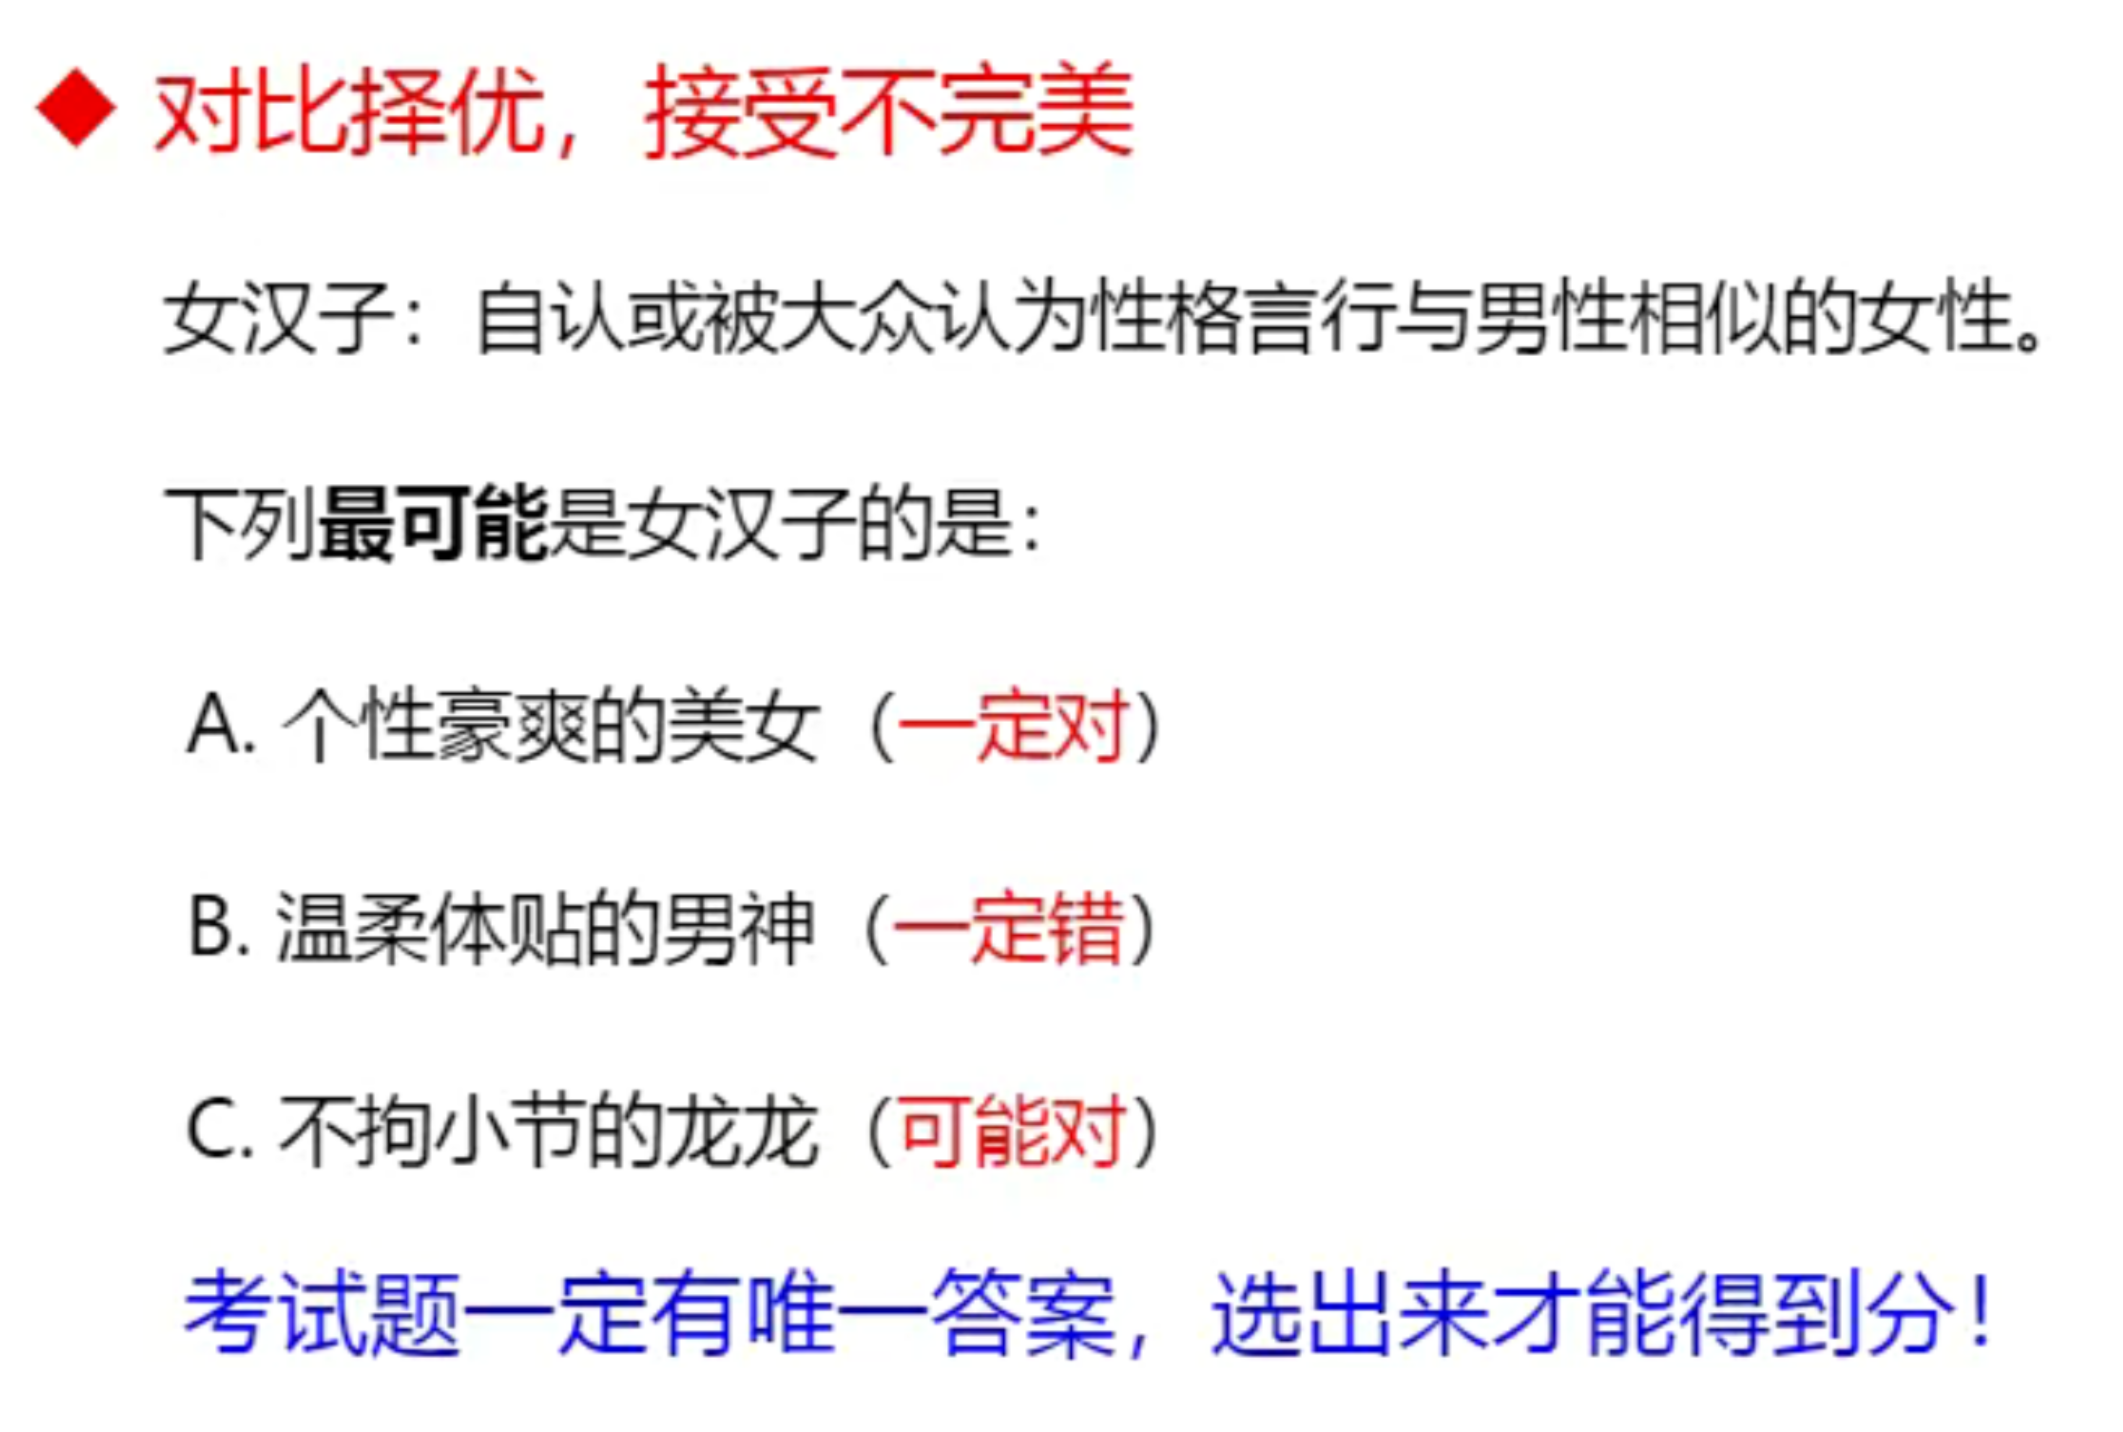 ◆ 对比择优，接受不完美
女汉子：自认或被大众认为性格言行与男性相似的女性。
下列最可能是女汉子的是：
A. 个性豪爽的美女（一定对）
B. 温柔体贴的男神（一定错）
C. 不拘小节的龙龙（可能对）
考试题一定有唯一答案，选出来才能得到分！